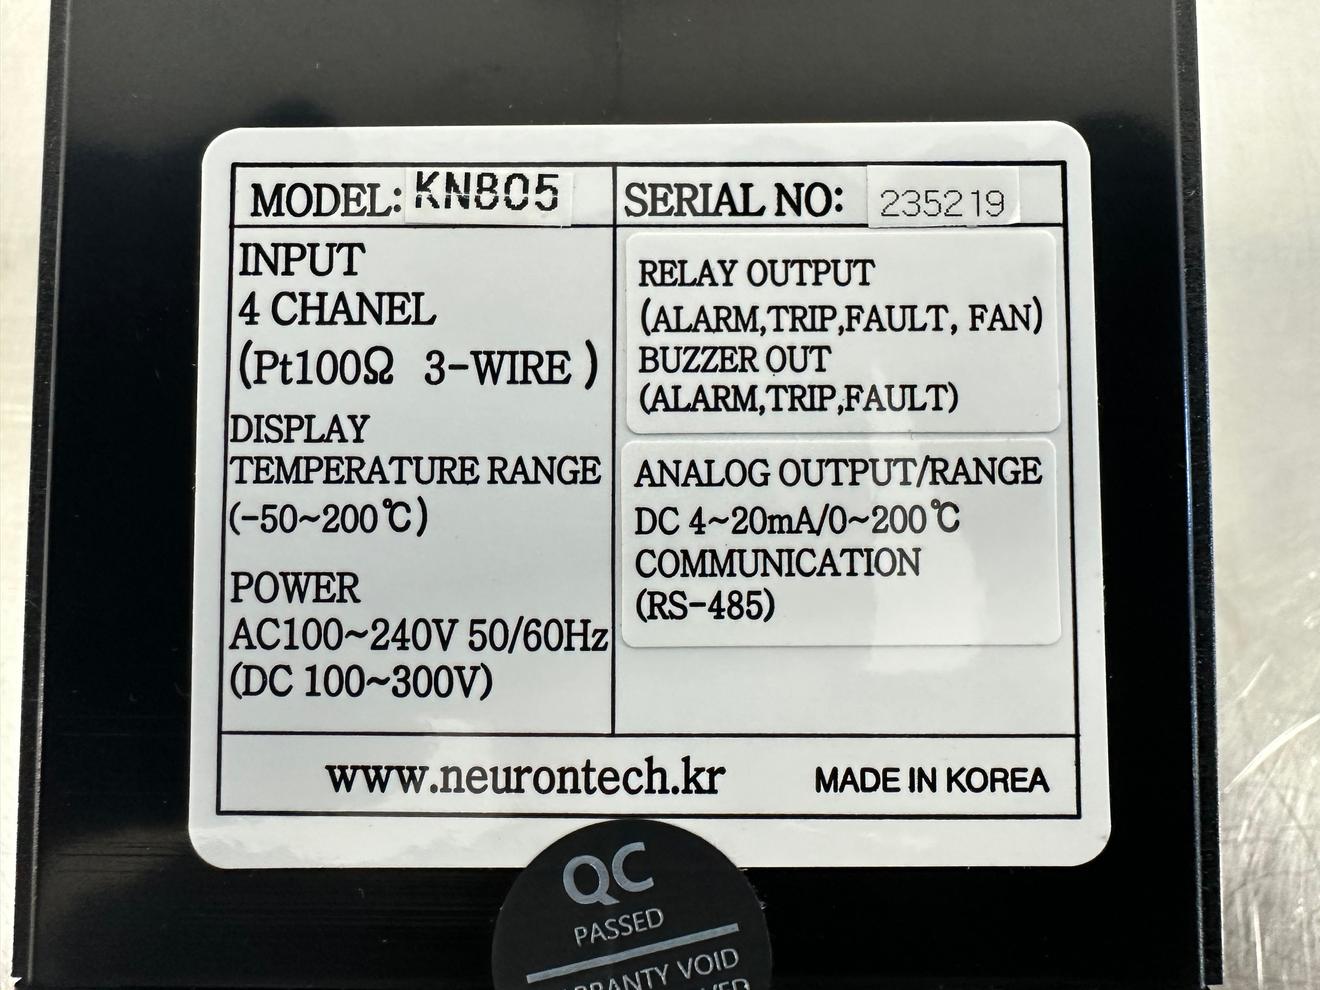 MODEL: KN805
SERIAL NO: 235219
INPUT
4 CHANEL
(Pt100Ω 3-WIRE )
DISPLAY
TEMPERATURE RANGE
(-50~200℃)
POWER
AC100~240V 50/60Hz
(DC 100~300V)
RELAY OUTPUT
(ALARM,TRIP,FAULT, FAN)
BUZZER OUT
(ALARM,TRIP,FAULT)
ANALOG OUTPUT/RANGE
DC 4~20mA/0~200℃
COMMUNICATION
(RS-485)
www.neurontech.kr
MADE IN KOREA
QC
PASSED
VOID